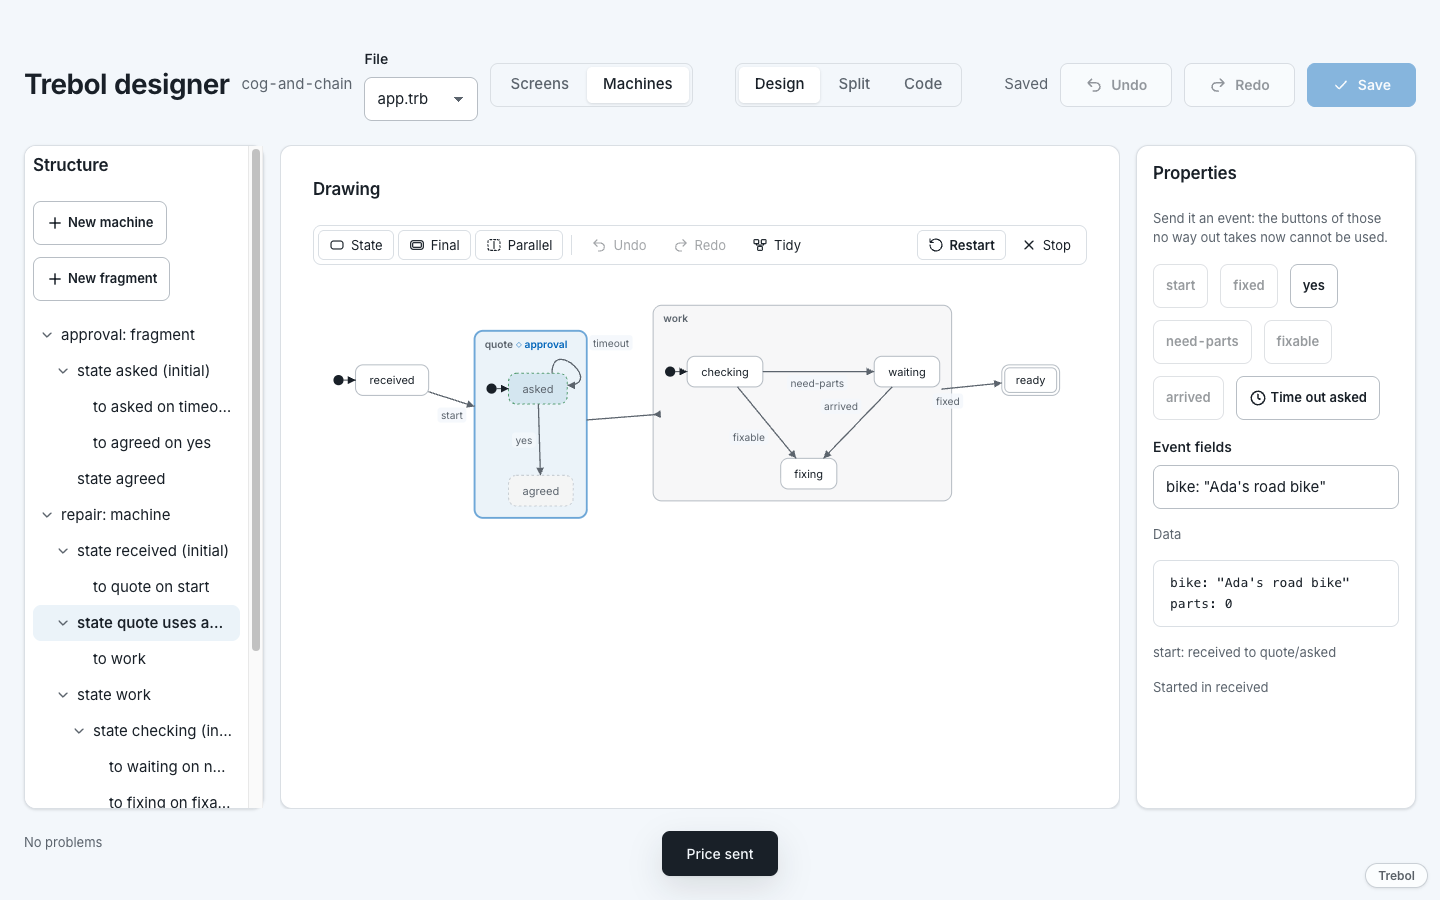 Trebol designer
cog-and-chain
File
app.trb
Screens
Machines
Design
Split
Code
Saved
Undo
Redo
Save
Structure
New machine
New fragment
approval: fragment
state asked (initial)
to asked on timeo...
to agreed on yes
state agreed
repair: machine
state received (initial)
to quote on start
state quote uses a...
to work
state work
state checking (in...
to waiting on n...
to fixing on fixa...
Drawing
State
Final
Parallel
Undo
Redo
Tidy
Restart
Stop
received
start
quote ◇ approval
timeout
asked
yes
agreed
work
checking
need-parts
waiting
arrived
fixable
fixing
fixed
ready
Properties
Send it an event: the buttons of those
no way out takes now cannot be used.
start
fixed
yes
need-parts
fixable
arrived
Time out asked
Event fields
bike: "Ada's road bike"
Data
bike: "Ada's road bike"
parts: 0
start: received to quote/asked
Started in received
No problems
Price sent
Trebol